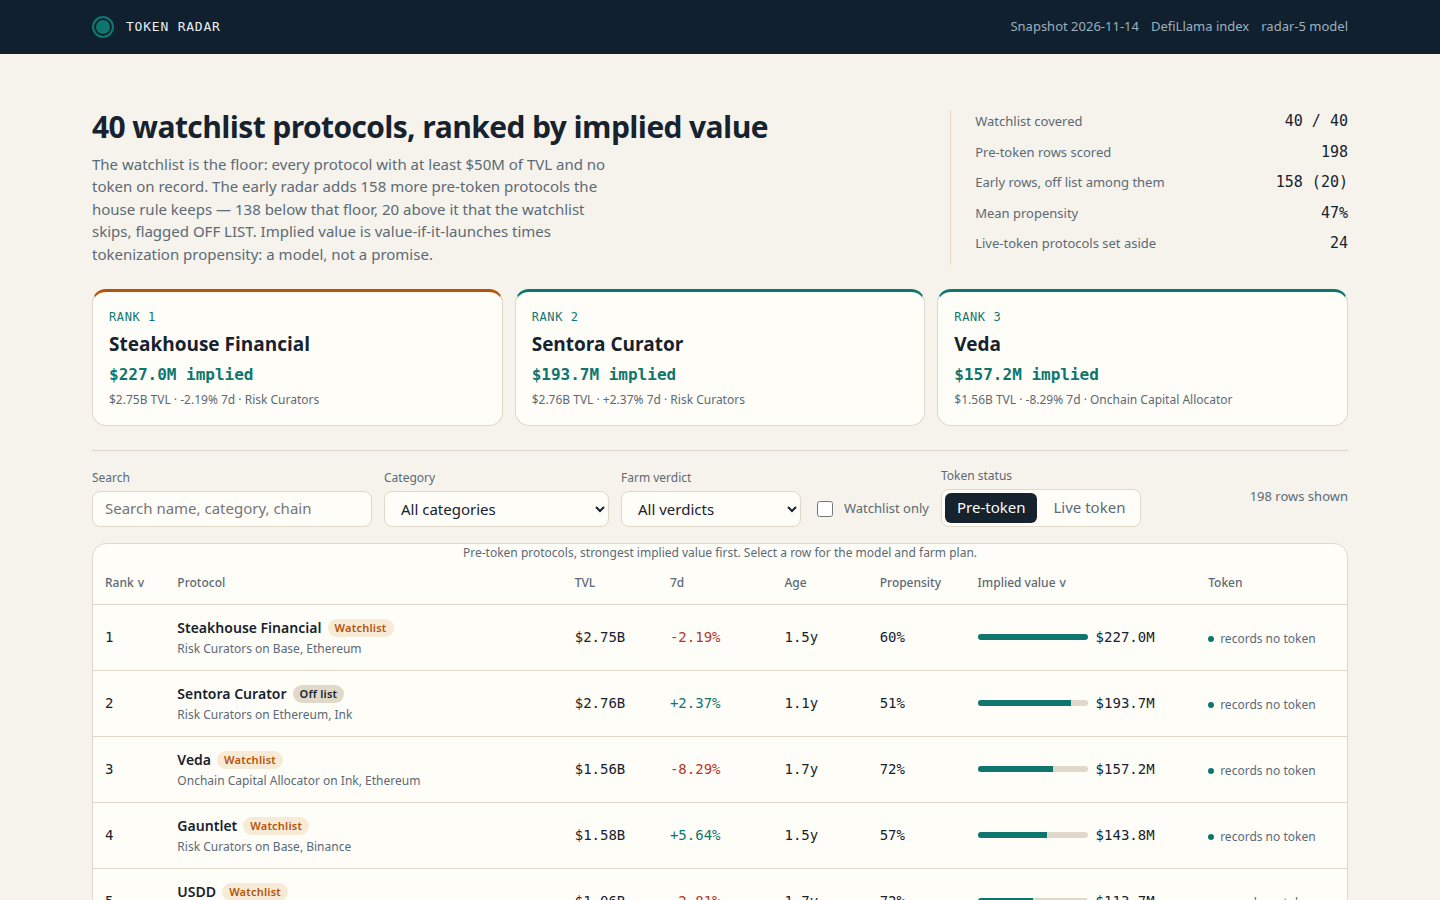 TOKEN RADAR
Snapshot 2026-11-14 DefiLlama index radar-5 model
40 watchlist protocols, ranked by implied value
The watchlist is the floor: every protocol with at least $50M of TVL and no
token on record. The early radar adds 158 more pre-token protocols the
house rule keeps — 138 below that floor, 20 above it that the watchlist
skips, flagged OFF LIST. Implied value is value-if-it-launches times
tokenization propensity: a model, not a promise.
Watchlist covered 40 / 40
Pre-token rows scored 198
Early rows, off list among them 158 (20)
Mean propensity 47%
Live-token protocols set aside 24
RANK 1
Steakhouse Financial
$227.0M implied
$2.75B TVL · -2.19% 7d · Risk Curators
RANK 2
Sentora Curator
$193.7M implied
$2.76B TVL · +2.37% 7d · Risk Curators
RANK 3
Veda
$157.2M implied
$1.56B TVL · -8.29% 7d · Onchain Capital Allocator
Search
Search name, category, chain
Category
All categories
Farm verdict
All verdicts
Watchlist only
Token status
Pre-token Live token
198 rows shown
Pre-token protocols, strongest implied value first. Select a row for the model and farm plan.
Rank v Protocol TVL 7d Age Propensity Implied value v Token
1 Steakhouse Financial Watchlist $2.75B -2.19% 1.5y 60% $227.0M records no token
Risk Curators on Base, Ethereum
2 Sentora Curator Off list $2.76B +2.37% 1.1y 51% $193.7M records no token
Risk Curators on Ethereum, Ink
3 Veda Watchlist $1.56B -8.29% 1.7y 72% $157.2M records no token
Onchain Capital Allocator on Ink, Ethereum
4 Gauntlet Watchlist $1.58B +5.64% 1.5y 57% $143.8M records no token
Risk Curators on Base, Binance
USDD Watchlist